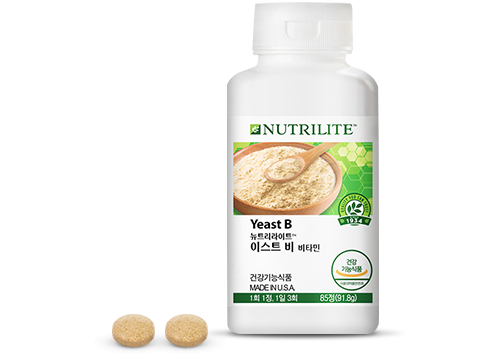 NUTRILITE™
1934
Yeast B
뉴트리라이트™
이스트 비 비타민
건강
기능식품
건강기능식품
MADE IN U.S.A.
1회 1정, 1일 3회
85정(91.8g)